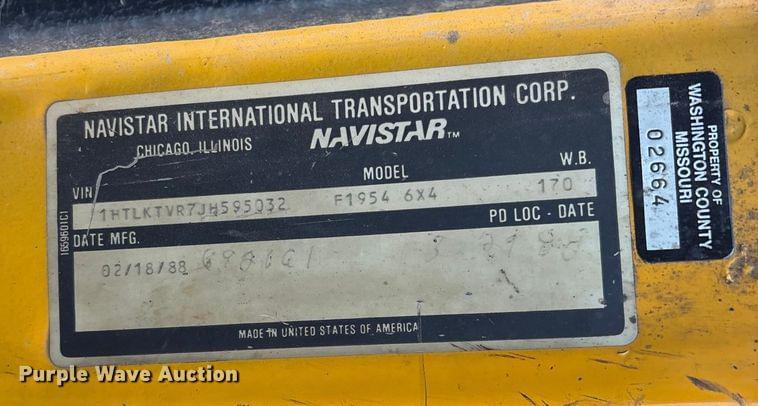 NAVISTAR INTERNATIONAL TRANSPORTATION CORP.
CHICAGO, ILLINOIS NAVISTAR™
VIN MODEL W.B.
1HTLKTVR7JH595032 F1954 6X4 170
DATE MFG. PD LOC - DATE
02/18/88
MADE IN UNITED STATES OF AMERICA
1659601C1
PROPERTY OF
WASHINGTON COUNTY
MISSOURI
02664
Purple Wave Auction